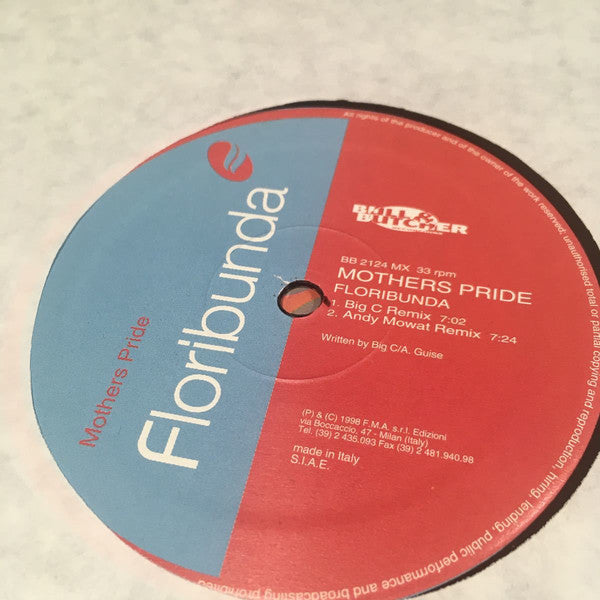 Mothers Pride
Floribunda
BULL & BUTCHER
BB 2124 MX 33 rpm
MOTHERS PRIDE
FLORIBUNDA
1. Big C Remix 7:02
2. Andy Mowat Remix 7:24
Written by Big C/A. Guise
(P) & (C) 1998 F.M.A. s.r.l. Edizioni
via Boccaccio, 47 - Milan (Italy)
Tel. (39) 2 435.093 Fax (39) 2 481.940.98
made in Italy
S.I.A.E.
All rights of the producer and of the owner of the work reserved, unauthorised total or partial copying and reproduction, hiring, lending, public performance and broadcasting prohibited